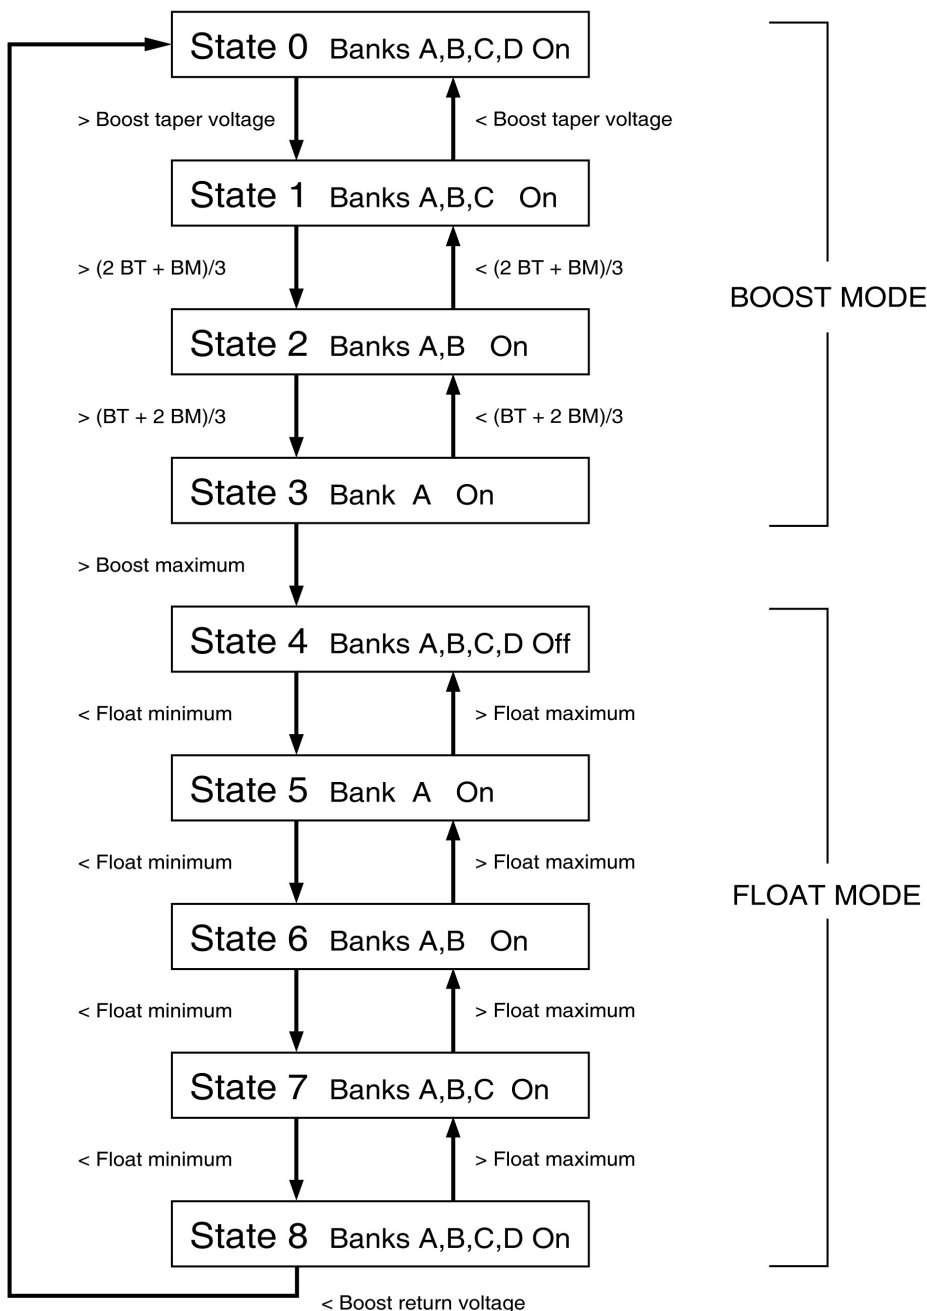 State 0 Banks A,B,C,D On
> Boost taper voltage
< Boost taper voltage
State 1 Banks A,B,C On
> (2 BT + BM)/3
< (2 BT + BM)/3
BOOST MODE
State 2 Banks A,B On
> (BT + 2 BM)/3
< (BT + 2 BM)/3
State 3 Bank A On
> Boost maximum
State 4 Banks A,B,C,D Off
< Float minimum
> Float maximum
State 5 Bank A On
< Float minimum
> Float maximum
FLOAT MODE
State 6 Banks A,B On
< Float minimum
> Float maximum
State 7 Banks A,B,C On
< Float minimum
> Float maximum
State 8 Banks A,B,C,D On
< Boost return voltage